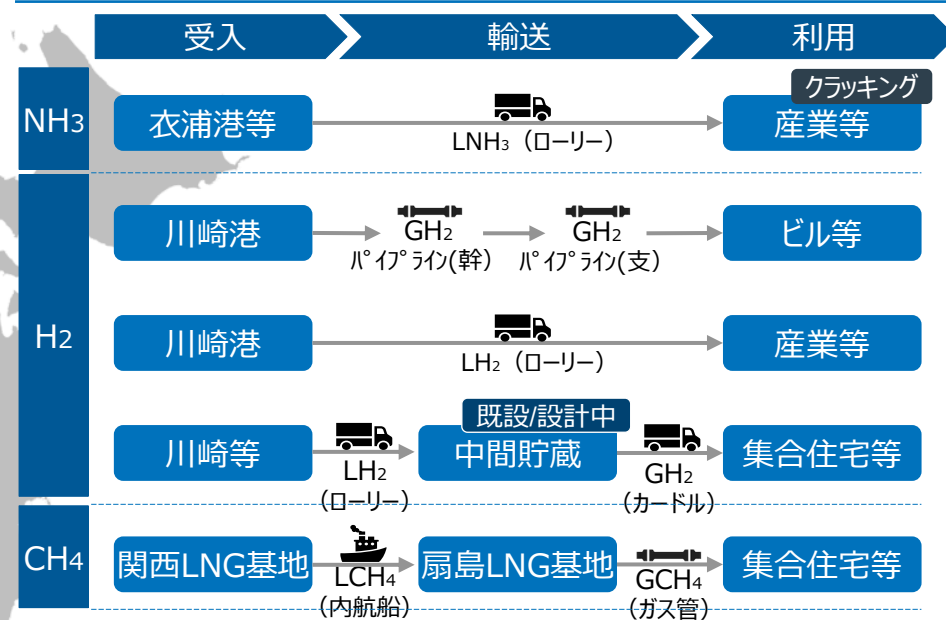 受入 輸送 利用
クラッキング
NH₃ 衣浦港等 産業等
LNH₃（ローリー）
川崎港 GH₂ GH₂ ビル等
ﾊﾟｲﾌﾟﾗｲﾝ(幹) ﾊﾟｲﾌﾟﾗｲﾝ(支)
H₂ 川崎港 産業等
LH₂（ローリー）
既設/設計中
川崎等 中間貯蔵 集合住宅等
LH₂ GH₂
（ローリー） （カードル）
CH₄ 関西LNG基地 扇島LNG基地 集合住宅等
LCH₄ GCH₄
（内航船） （ガス管）